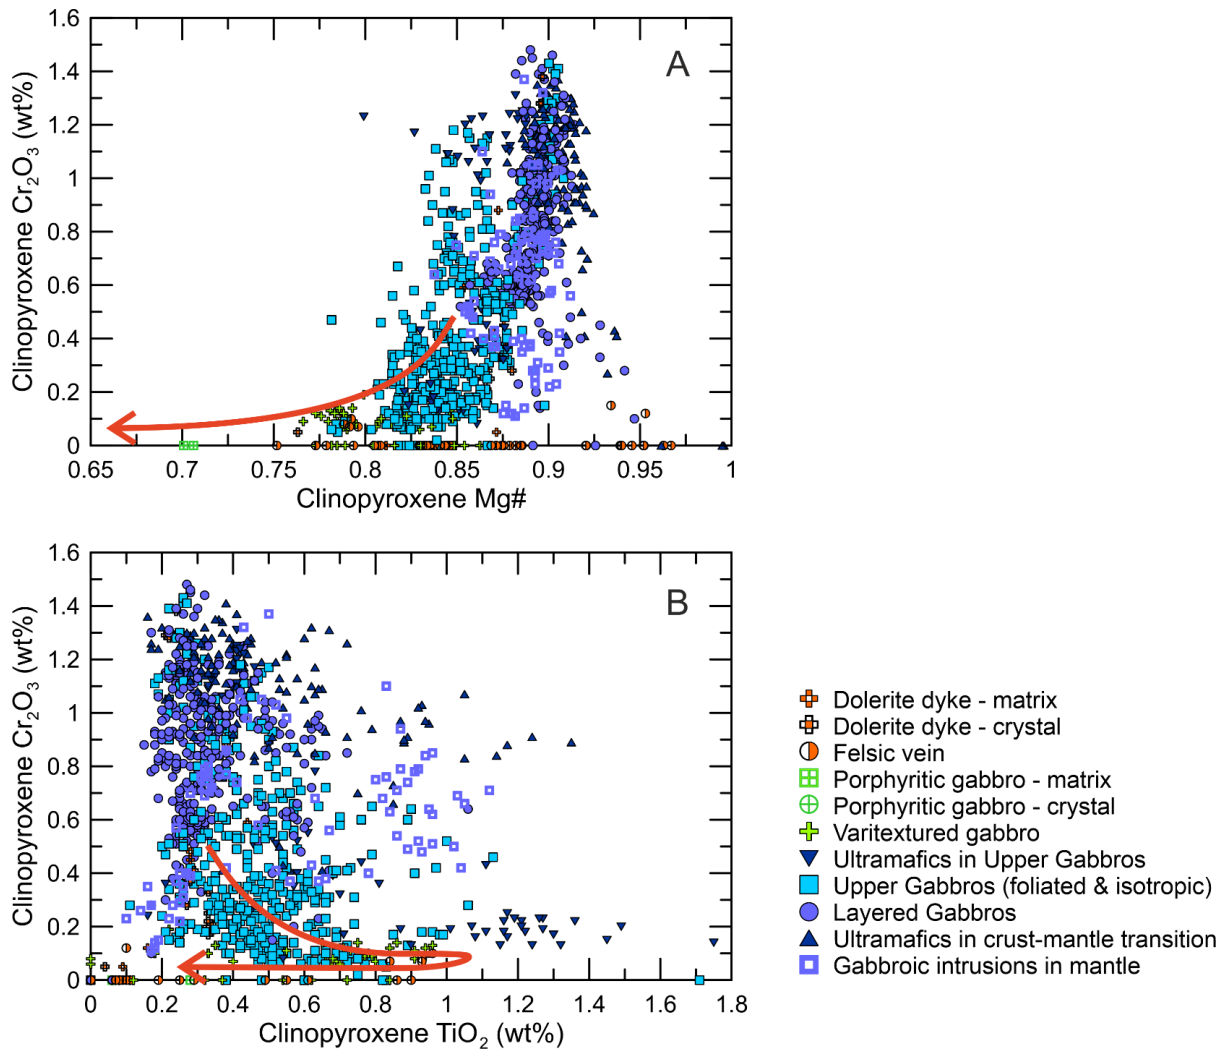 1.6
1.4
1.2
1
0.8
0.6
0.4
0.2
0
Clinopyroxene Cr₂O₃ (wt%)
A
0.65 0.7 0.75 0.8 0.85 0.9 0.95 1
Clinopyroxene Mg#
1.6
1.4
1.2
1
0.8
0.6
0.4
0.2
0
Clinopyroxene Cr₂O₃ (wt%)
B
0 0.2 0.4 0.6 0.8 1 1.2 1.4 1.6 1.8
Clinopyroxene TiO₂ (wt%)
Dolerite dyke - matrix
Dolerite dyke - crystal
Felsic vein
Porphyritic gabbro - matrix
Porphyritic gabbro - crystal
Varitextured gabbro
Ultramafics in Upper Gabbros
Upper Gabbros (foliated & isotropic)
Layered Gabbros
Ultramafics in crust-mantle transition
Gabbroic intrusions in mantle